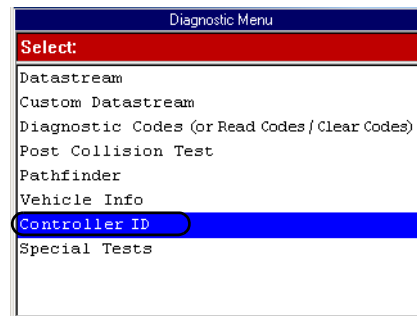 Diagnostic Menu
Select:
Datastream
Custom Datastream
Diagnostic Codes (or Read Codes / Clear Codes)
Post Collision Test
Pathfinder
Vehicle Info
Controller ID
Special Tests